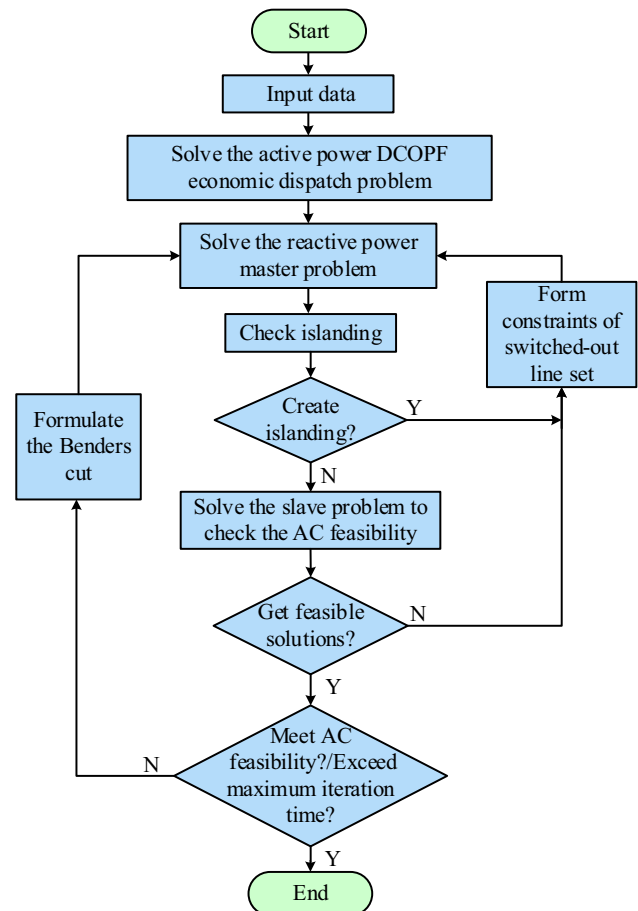 Start
Input data
Solve the active power DCOPF
economic dispatch problem
Solve the reactive power
master problem
Form
constraints of
switched-out
line set
Check islanding
Formulate
the Benders
cut
Create
islanding?
Y
N
Solve the slave problem to
check the AC feasibility
Get feasible
solutions?
N
Y
Meet AC
feasibility?/Exceed
maximum iteration
time?
N
Y
End